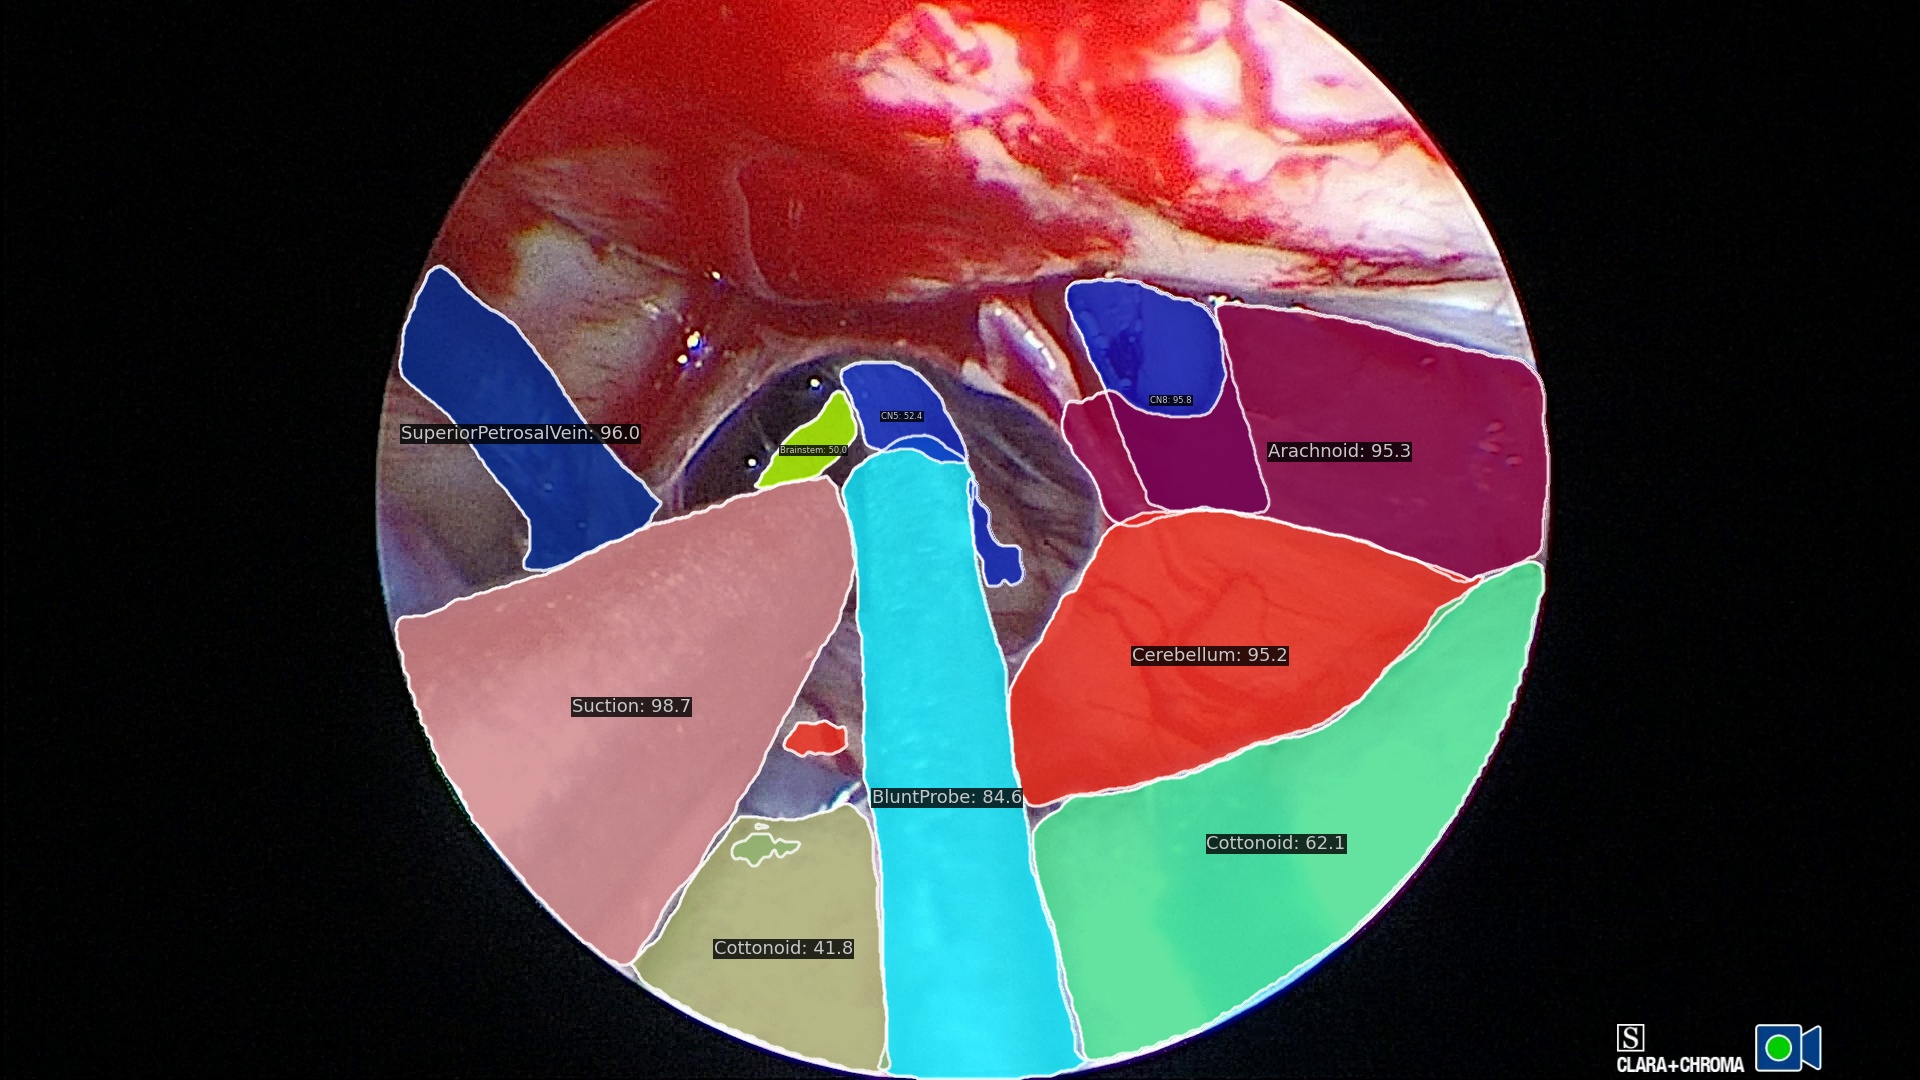 CN8: 95.8
CN5: 52.4
SuperiorPetrosalVein: 96.0
Brainstem: 50.0
Arachnoid: 95.3
Cerebellum: 95.2
Suction: 98.7
BluntProbe: 84.6
Cottonoid: 62.1
Cottonoid: 41.8
S
CLARA+CHROMA